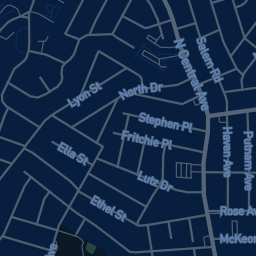 Salem Rd
N Central Ave
Lyon St
North Dr
Stephen Pl
Fritchie Pl
Haven Ave
Putnam Ave
Ella St
Lutz Dr
Ethel St
Rose Av
McKeon
Ave